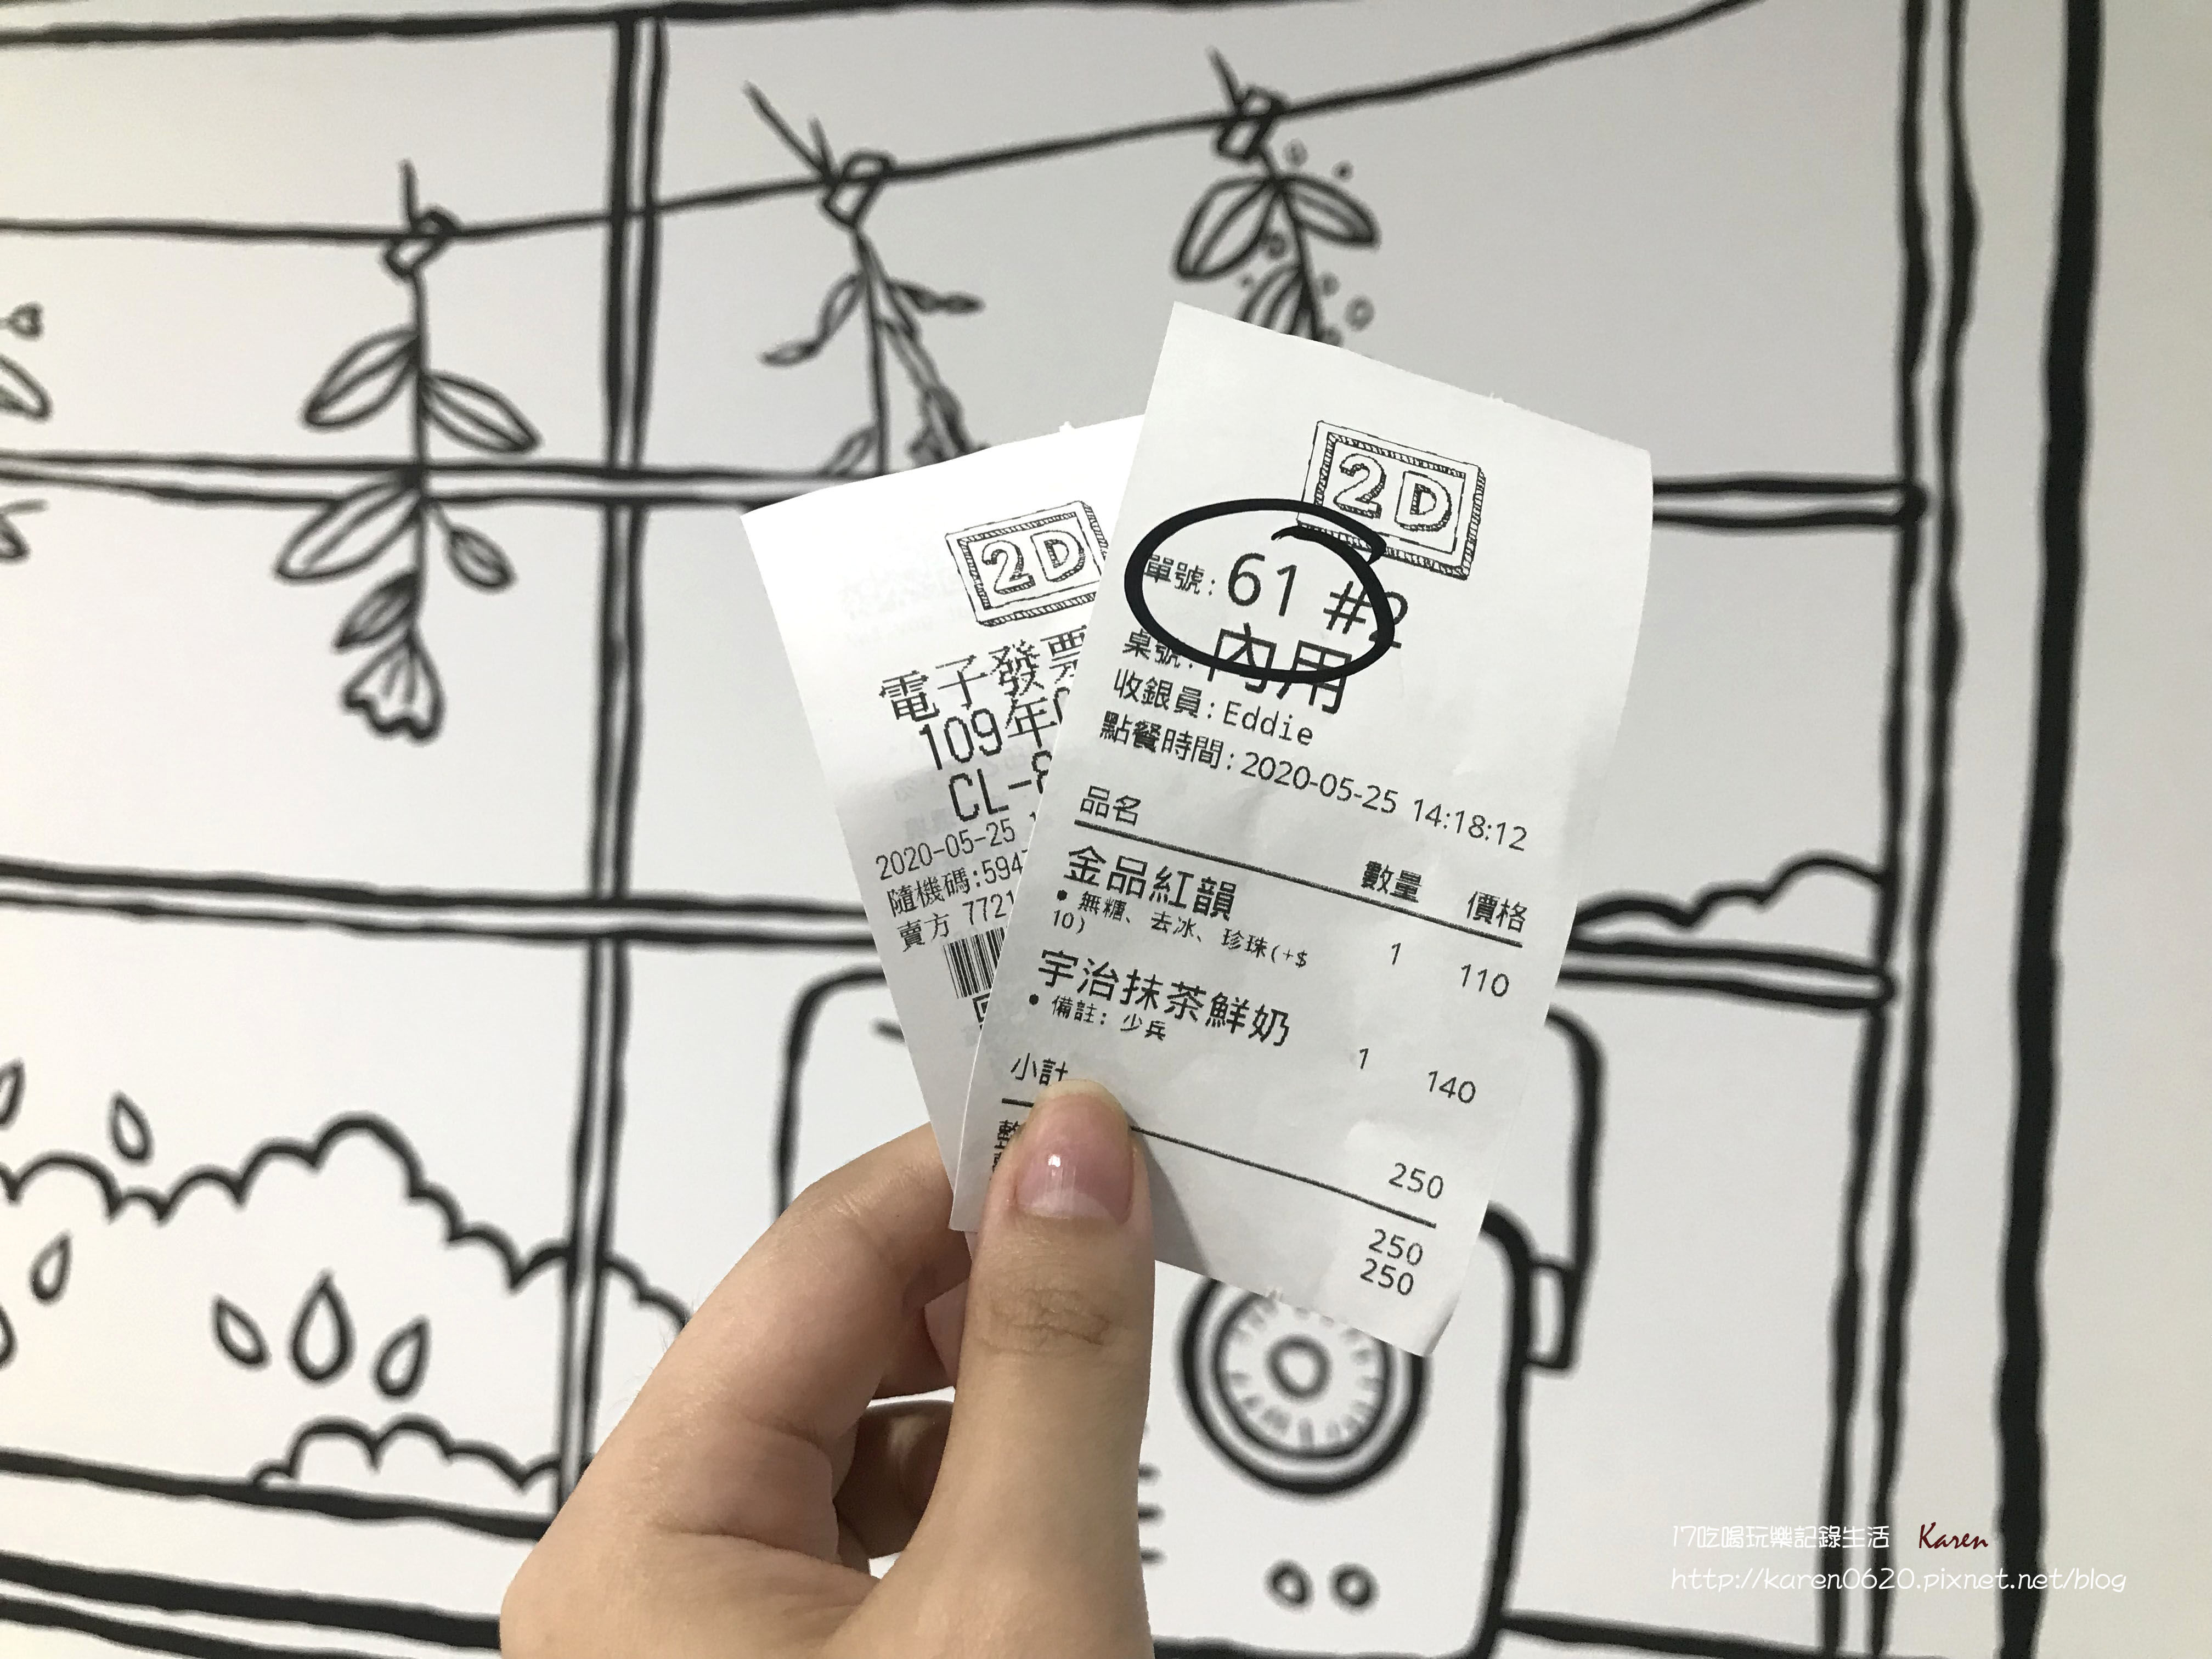 2D
電子發票
109年
CL-8
2020-05-25
隨機碼:594
賣方 7721
2D
單號: 61 #2
桌號: 內用
收銀員:Eddie
點餐時間:2020-05-25 14:18:12
品名 數量 價格
金品紅韻 1 110
• 無糖、去冰、珍珠(+$
10)
宇治抹茶鮮奶 1 140
• 備註: 少兵
小計 250
250
250
17吃喝玩樂記錄生活 Karen
http://karen0620.pixnet.net/blog